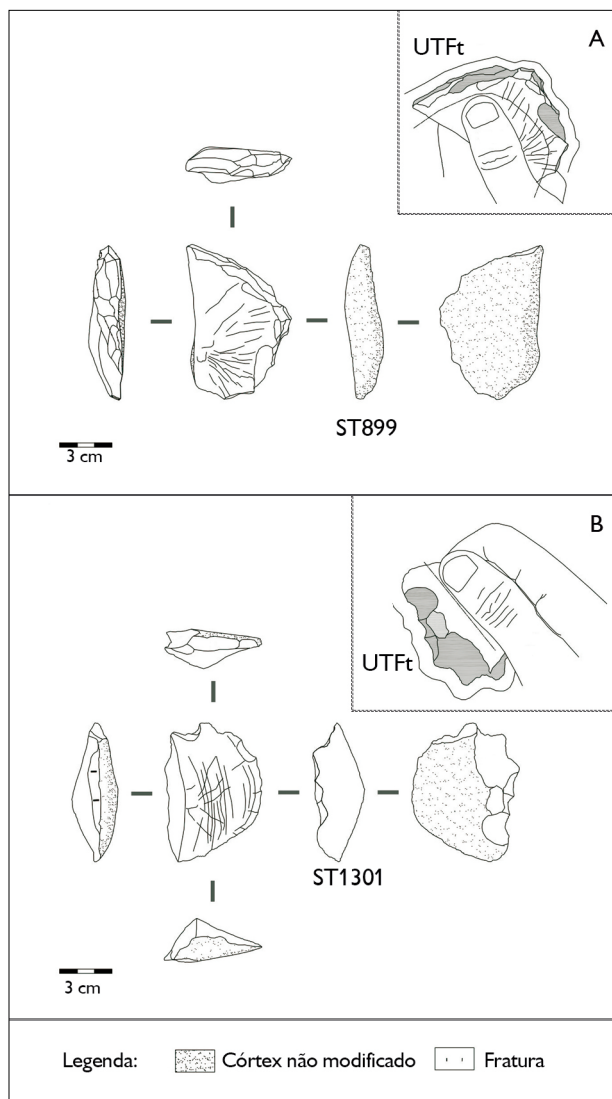 UTFt
A
ST899
3 cm
B
UTFt
ST1301
3 cm
Legenda: Córtex não modificado Fratura